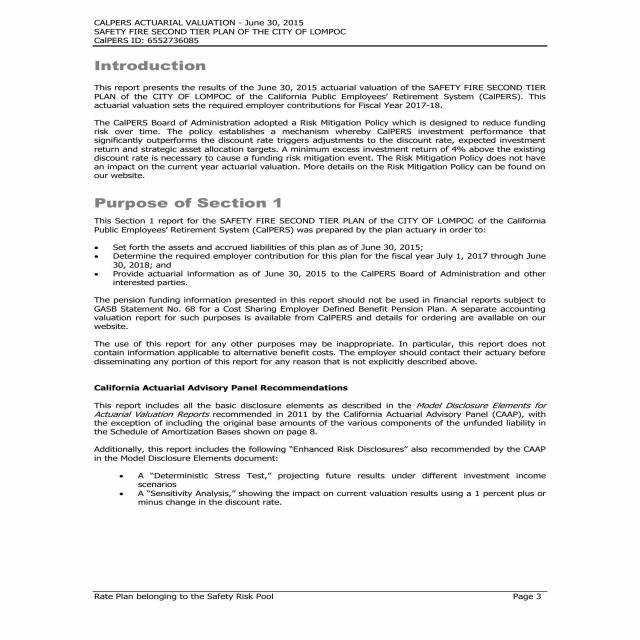 CALPERS ACTUARIAL VALUATION - June 30, 2015
SAFETY FIRE SECOND TIER PLAN OF THE CITY OF LOMPOC
CalPERS ID: 6552736085
Introduction
This report presents the results of the June 30, 2015 actuarial valuation of the SAFETY FIRE SECOND TIER
PLAN of the CITY OF LOMPOC of the California Public Employees' Retirement System (CalPERS). This
actuarial valuation sets the required employer contributions for Fiscal Year 2017-18.
The CalPERS Board of Administration adopted a Risk Mitigation Policy which is designed to reduce funding
risk over time. The policy establishes a mechanism whereby CalPERS investment performance that
significantly outperforms the discount rate triggers adjustments to the discount rate, expected investment
return and strategic asset allocation targets. A minimum excess investment return of 4% above the existing
discount rate is necessary to cause a funding risk mitigation event. The Risk Mitigation Policy does not have
an impact on the current year actuarial valuation. More details on the Risk Mitigation Policy can be found on
our website.
Purpose of Section 1
This Section 1 report for the SAFETY FIRE SECOND TIER PLAN of the CITY OF LOMPOC of the California
Public Employees' Retirement System (CalPERS) was prepared by the plan actuary in order to:
• Set forth the assets and accrued liabilities of this plan as of June 30, 2015;
• Determine the required employer contribution for this plan for the fiscal year July 1, 2017 through June
30, 2018; and
• Provide actuarial information as of June 30, 2015 to the CalPERS Board of Administration and other
interested parties.
The pension funding information presented in this report should not be used in financial reports subject to
GASB Statement No. 68 for a Cost Sharing Employer Defined Benefit Pension Plan. A separate accounting
valuation report for such purposes is available from CalPERS and details for ordering are available on our
website.
The use of this report for any other purposes may be inappropriate. In particular, this report does not
contain information applicable to alternative benefit costs. The employer should contact their actuary before
disseminating any portion of this report for any reason that is not explicitly described above.
California Actuarial Advisory Panel Recommendations
This report includes all the basic disclosure elements as described in the Model Disclosure Elements for
Actuarial Valuation Reports recommended in 2011 by the California Actuarial Advisory Panel (CAAP), with
the exception of including the original base amounts of the various components of the unfunded liability in
the Schedule of Amortization Bases shown on page 8.
Additionally, this report includes the following "Enhanced Risk Disclosures" also recommended by the CAAP
in the Model Disclosure Elements document:
• A "Deterministic Stress Test," projecting future results under different investment income
scenarios
• A "Sensitivity Analysis," showing the impact on current valuation results using a 1 percent plus or
minus change in the discount rate.
Rate Plan belonging to the Safety Risk Pool Page 3